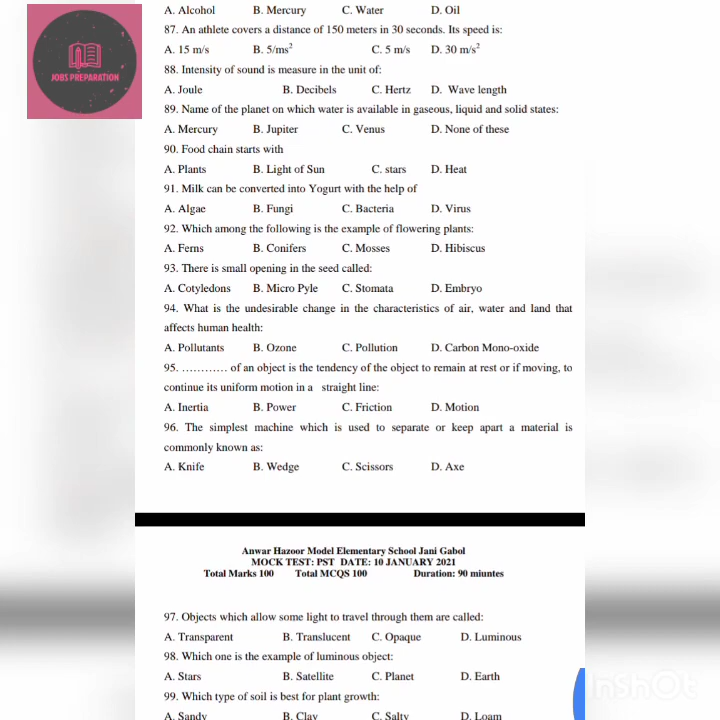 A. Alcohol B. Mercury C. Water D. Oil
87. An athlete covers a distance of 150 meters in 30 seconds. Its speed is:
A. 15 m/s B. 5/ms² C. 5 m/s D. 30 m/s²
JOBS PREPARATION
88. Intensity of sound is measure in the unit of:
A. Joule B. Decibels C. Hertz D. Wave length
89. Name of the planet on which water is available in gaseous, liquid and solid states:
A. Mercury B. Jupiter C. Venus D. None of these
90. Food chain starts with
A. Plants B. Light of Sun C. stars D. Heat
91. Milk can be converted into Yogurt with the help of
A. Algae B. Fungi C. Bacteria D. Virus
92. Which among the following is the example of flowering plants:
A. Ferns B. Conifers C. Mosses D. Hibiscus
93. There is small opening in the seed called:
A. Cotyledons B. Micro Pyle C. Stomata D. Embryo
94. What is the undesirable change in the characteristics of air, water and land that
affects human health:
A. Pollutants B. Ozone C. Pollution D. Carbon Mono-oxide
95. ………… of an object is the tendency of the object to remain at rest or if moving, to
continue its uniform motion in a straight line:
A. Inertia B. Power C. Friction D. Motion
96. The simplest machine which is used to separate or keep apart a material is
commonly known as:
A. Knife B. Wedge C. Scissors D. Axe
Anwar Hazoor Model Elementary School Jani Gabol
MOCK TEST: PST DATE: 10 JANUARY 2021
Total Marks 100 Total MCQS 100 Duration: 90 miuntes
97. Objects which allow some light to travel through them are called:
A. Transparent B. Translucent C. Opaque D. Luminous
98. Which one is the example of luminous object:
A. Stars B. Satellite C. Planet D. Earth
InShOt
99. Which type of soil is best for plant growth:
A. Sandy B. Clay C. Salty D. Loam